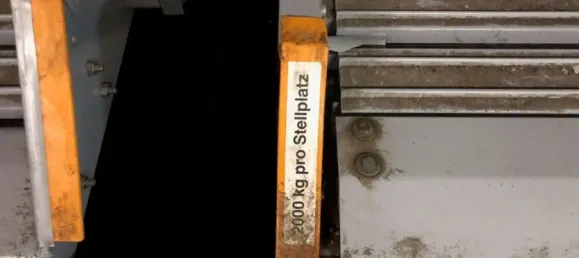 2000 kg pro Stellplatz